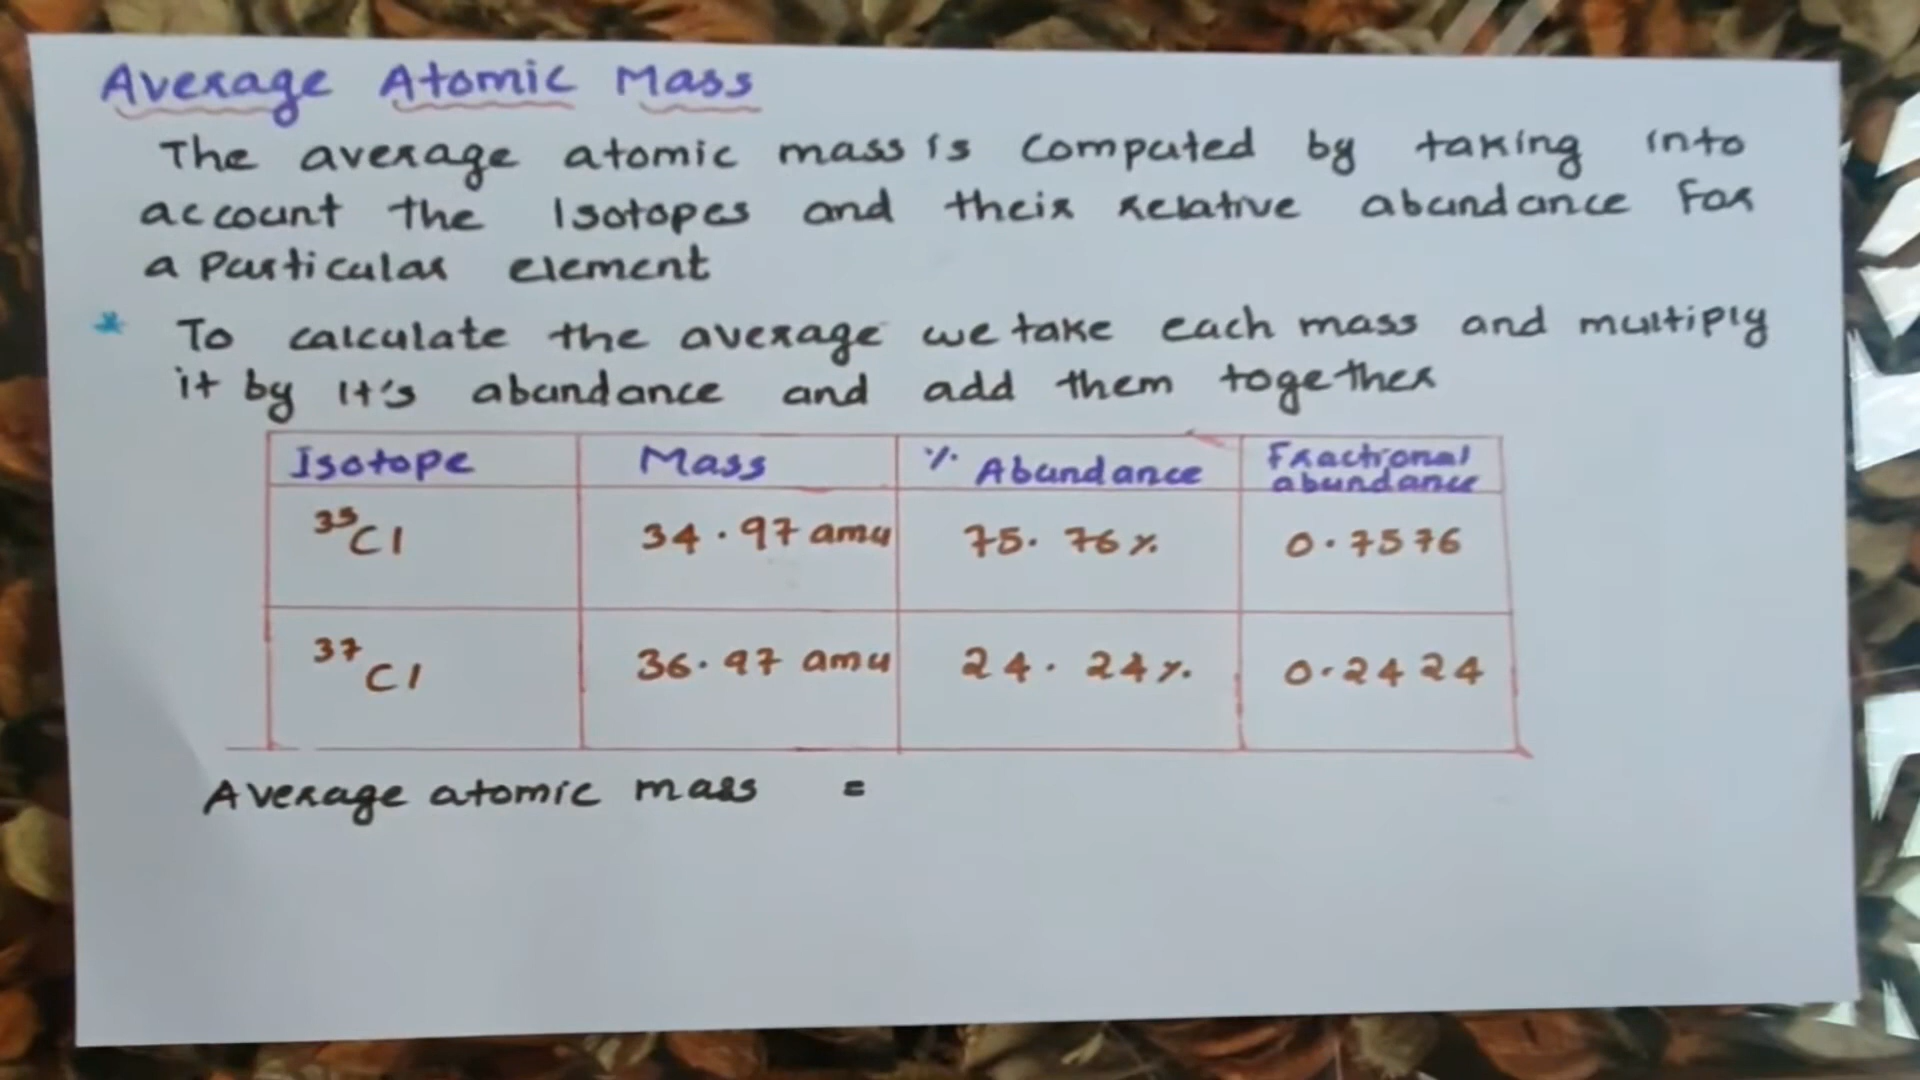 Average Atomic Mass
The average atomic mass is computed by taking into
account the Isotopes and their relative abundance For
a Particular element
* To calculate the average we take each mass and multiply
it by It's abundance and add them together
Isotope Mass % Abundance Fractional abundance
35Cl 34.97 amu 75.76% 0.7576
37Cl 36.97 amu 24.24% 0.2424
Average atomic mass =